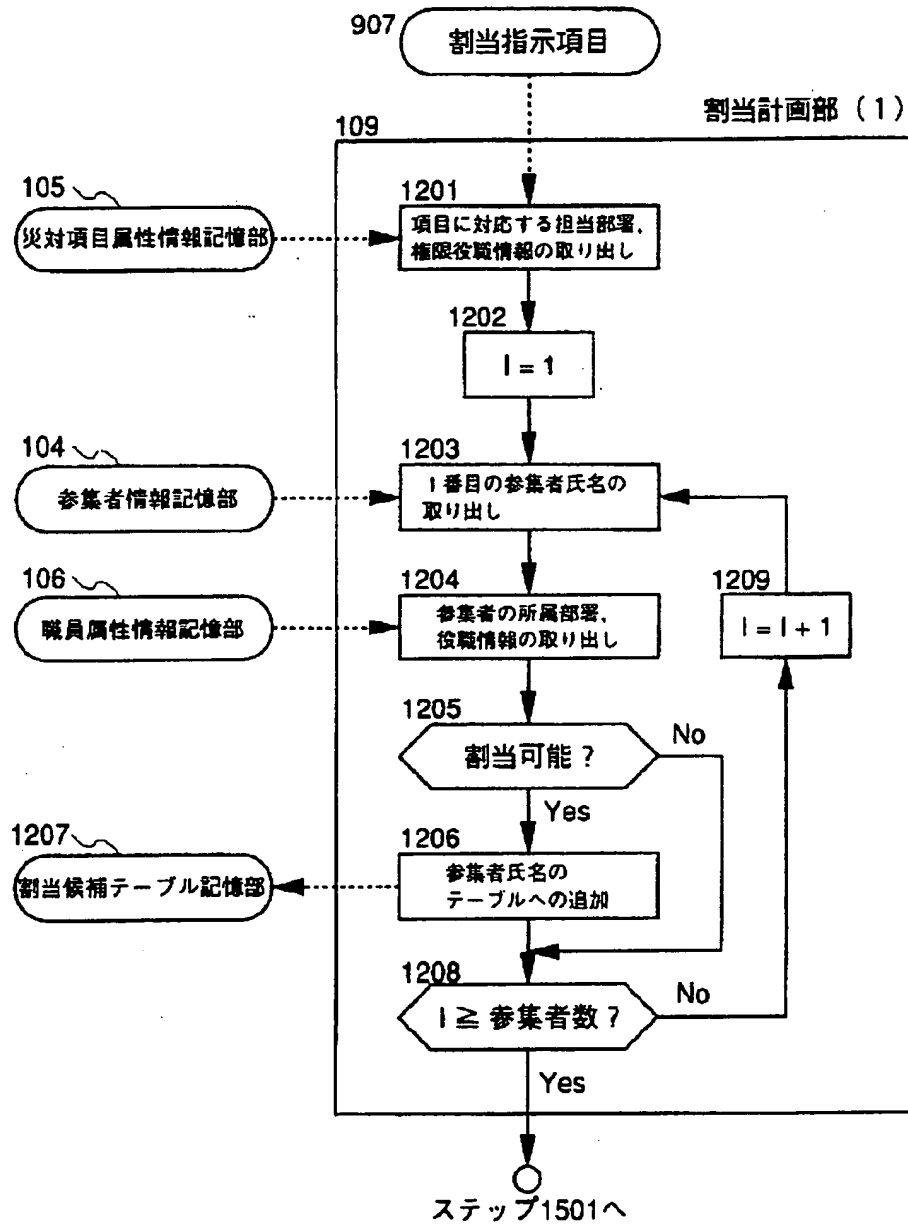 907
割当指示項目
割当計画部（1）
109
105
災対項目属性情報記憶部
1201
項目に対応する担当部署，
権限役職情報の取り出し
1202
I = 1
104
参集者情報記憶部
1203
I番目の参集者氏名の
取り出し
106
職員属性情報記憶部
1204
参集者の所属部署，
役職情報の取り出し
1209
I = I + 1
1205
割当可能？
No
Yes
1207
割当候補テーブル記憶部
1206
参集者氏名の
テーブルへの追加
1208
I ≧ 参集者数？
No
Yes
ステップ1501へ